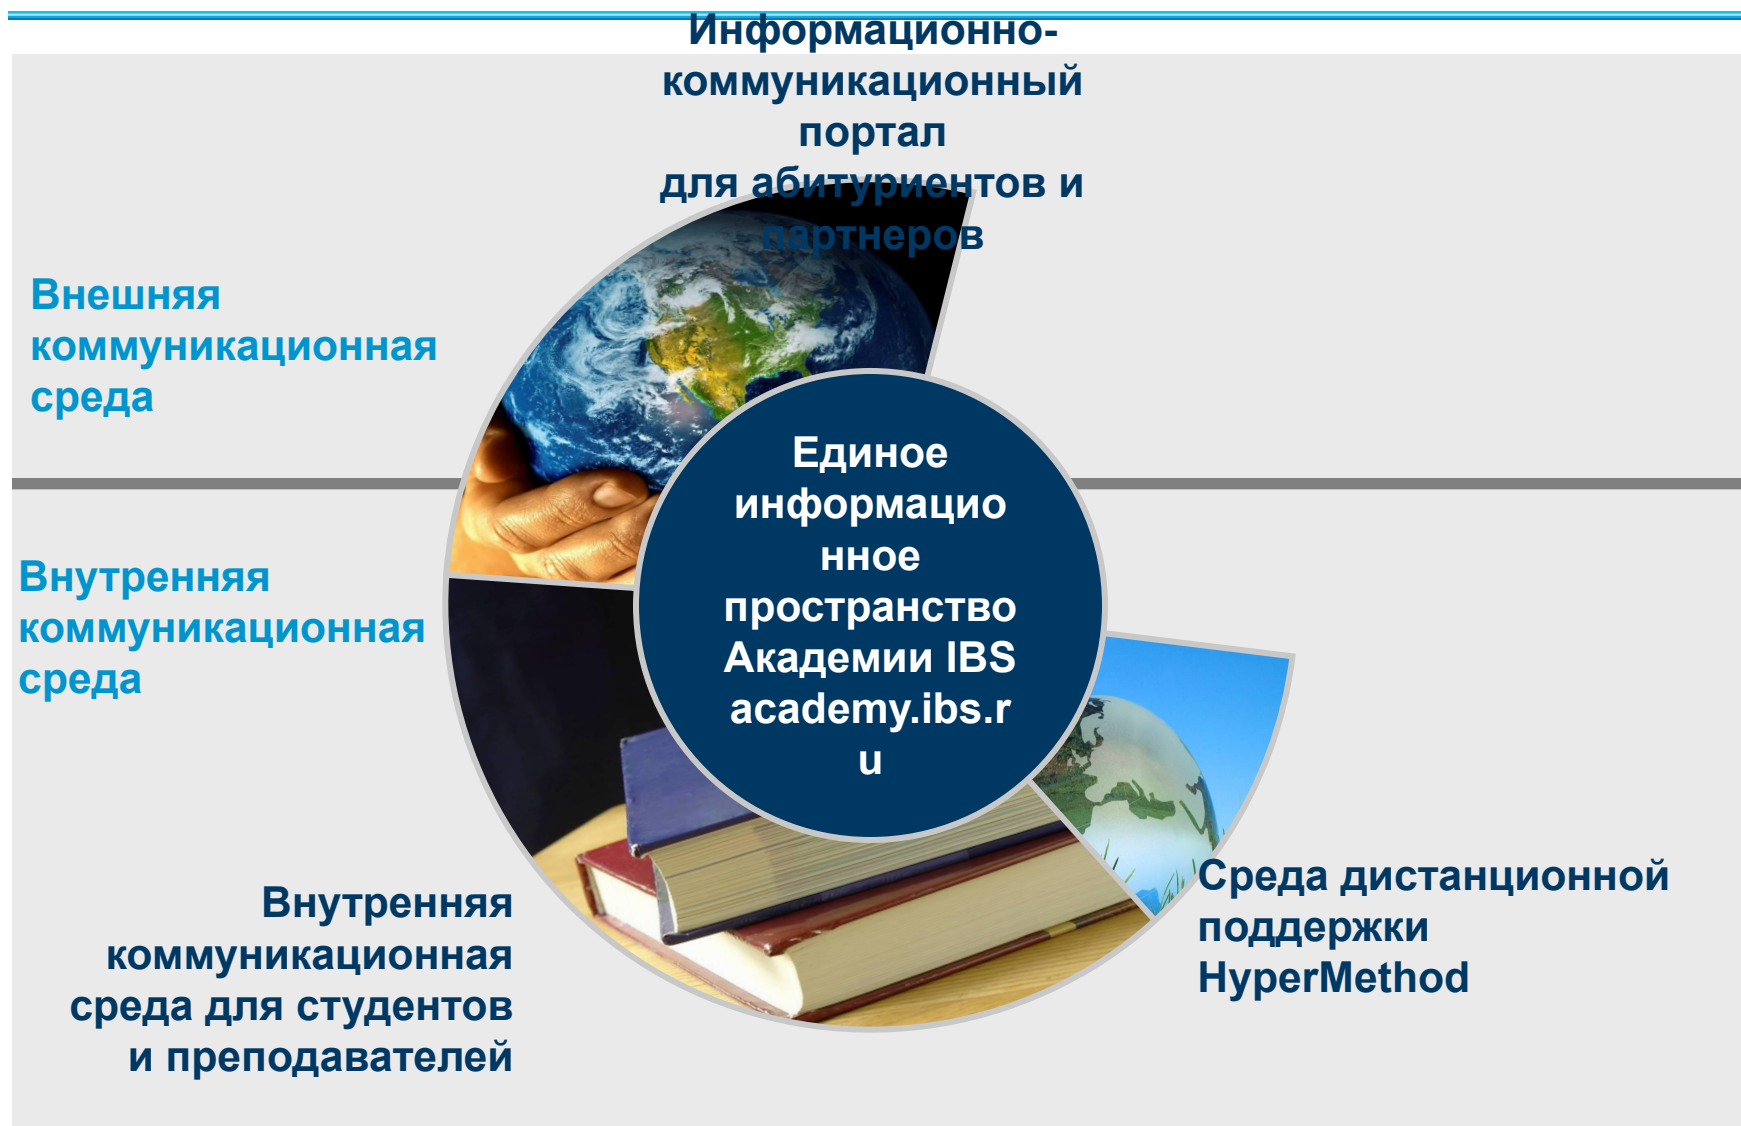 Информационно-
коммуникационный
портал
для абитуриентов и
партнеров
Внешняя
коммуникационная
среда
Единое
информацио
нное
пространство
Академии IBS
academy.ibs.r
u
Внутренняя
коммуникационная
среда
Внутренняя
коммуникационная
среда для студентов
и преподавателей
Среда дистанционной
поддержки
HyperMethod